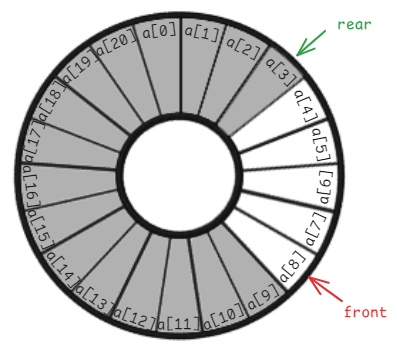 rear
a[0]
a[1]
a[2]
a[3]
a[4]
a[5]
a[6]
a[7]
a[8]
a[9]
a[10]
a[11]
a[12]
a[13]
a[14]
a[15]
a[16]
a[17]
a[18]
a[19]
a[20]
front